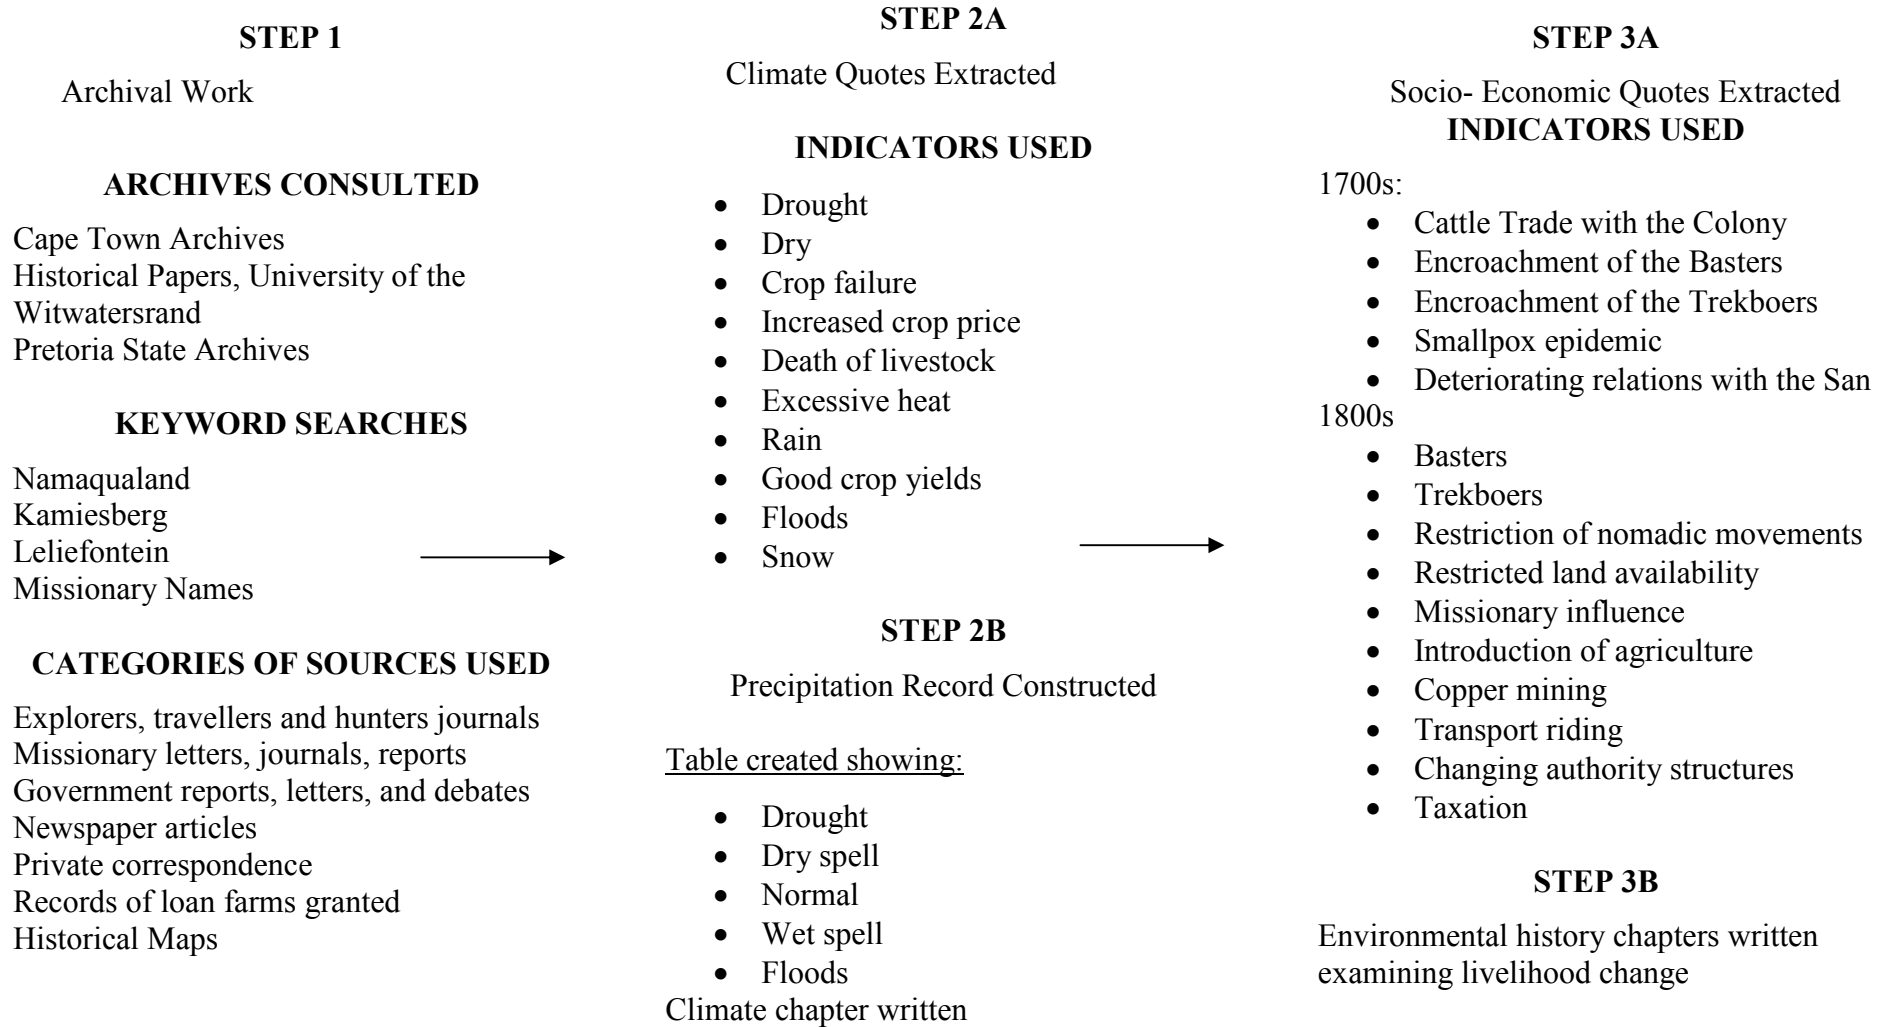 STEP 1
Archival Work
ARCHIVES CONSULTED
Cape Town Archives
Historical Papers, University of the
Witwatersrand
Pretoria State Archives
KEYWORD SEARCHES
Namaqualand
Kamiesberg
Leliefontein
Missionary Names
CATEGORIES OF SOURCES USED
Explorers, travellers and hunters journals
Missionary letters, journals, reports
Government reports, letters, and debates
Newspaper articles
Private correspondence
Records of loan farms granted
Historical Maps
STEP 2A
Climate Quotes Extracted
INDICATORS USED
• Drought
• Dry
• Crop failure
• Increased crop price
• Death of livestock
• Excessive heat
• Rain
• Good crop yields
• Floods
• Snow
STEP 2B
Precipitation Record Constructed
Table created showing:
• Drought
• Dry spell
• Normal
• Wet spell
• Floods
Climate chapter written
STEP 3A
Socio- Economic Quotes Extracted
INDICATORS USED
1700s:
• Cattle Trade with the Colony
• Encroachment of the Basters
• Encroachment of the Trekboers
• Smallpox epidemic
• Deteriorating relations with the San
1800s
• Basters
• Trekboers
• Restriction of nomadic movements
• Restricted land availability
• Missionary influence
• Introduction of agriculture
• Copper mining
• Transport riding
• Changing authority structures
• Taxation
STEP 3B
Environmental history chapters written
examining livelihood change